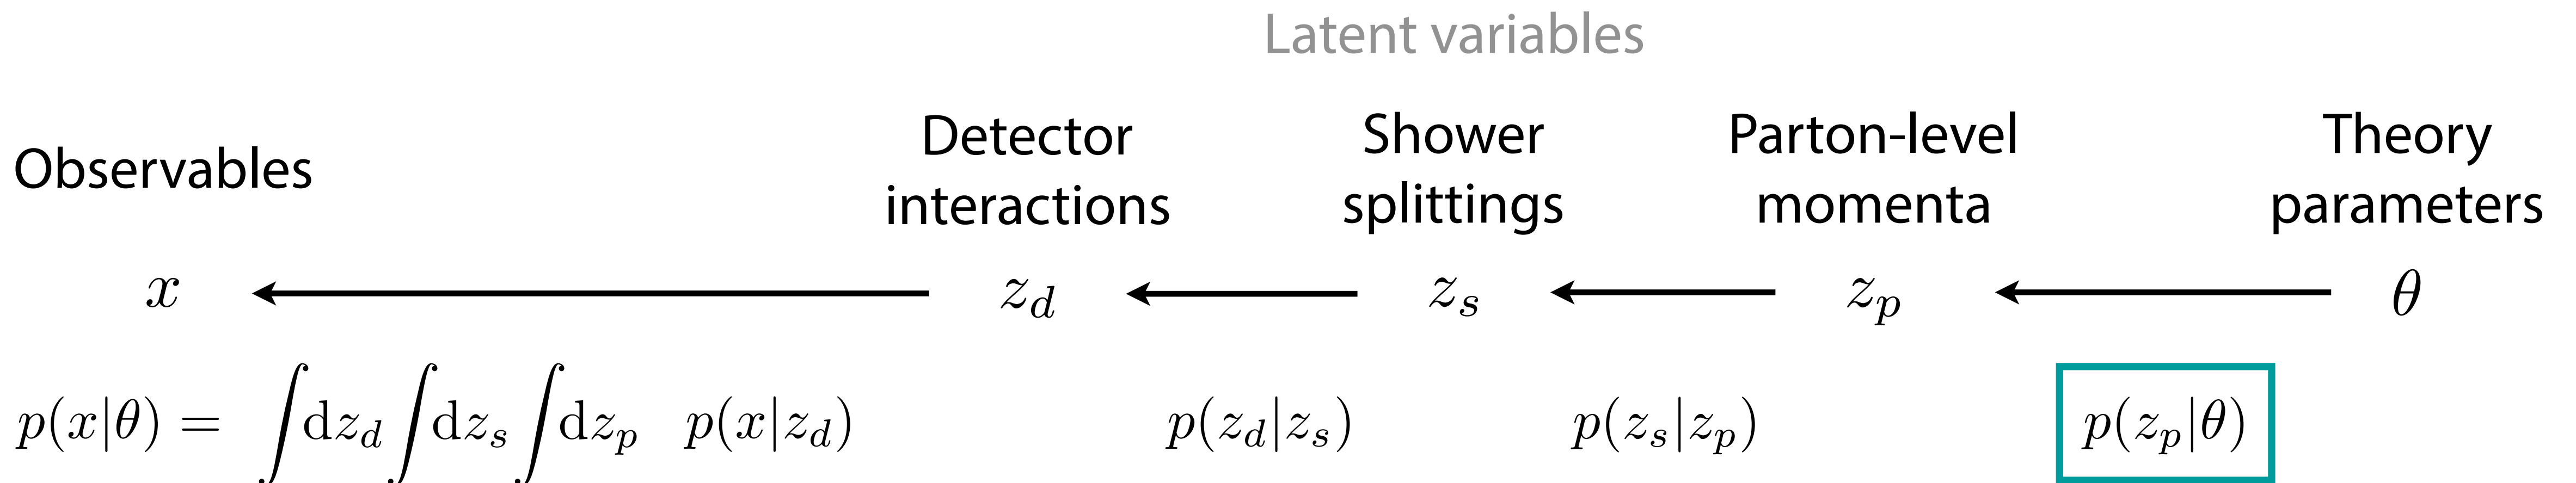 Latent variables
Observables
Detector
interactions
Shower
splittings
Parton-level
momenta
Theory
parameters
x z_d z_s z_p θ
p(x|θ) = ∫dz_d ∫dz_s ∫dz_p p(x|z_d) p(z_d|z_s) p(z_s|z_p) p(z_p|θ)